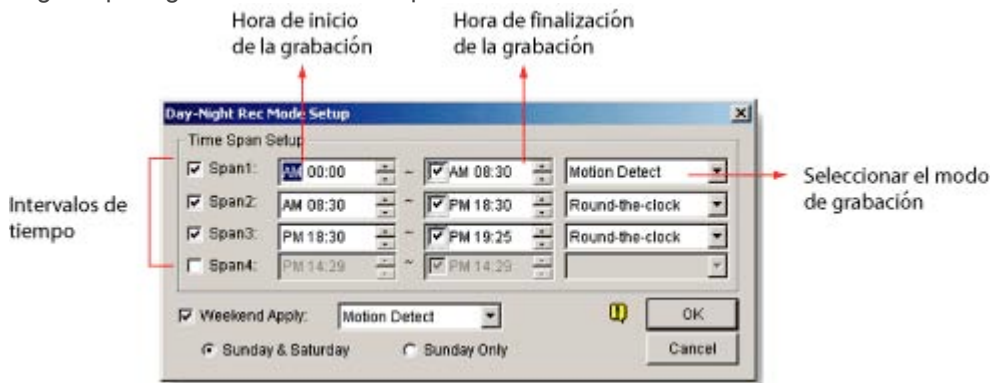 Hora de inicio
de la grabación
Hora de finalización
de la grabación
Day-Night Rec Mode Setup
Time Span Setup
Span1: AM 00:00 ~ AM 08:30 Motion Detect
Span2: AM 08:30 ~ PM 18:30 Round-the-clock
Span3: PM 18:30 ~ PM 19:25 Round-the-clock
Span4: PM 14:29 ~ PM 14:29
Weekend Apply: Motion Detect OK
Sunday & Saturday Sunday Only Cancel
Intervalos de
tiempo
Seleccionar el modo
de grabación